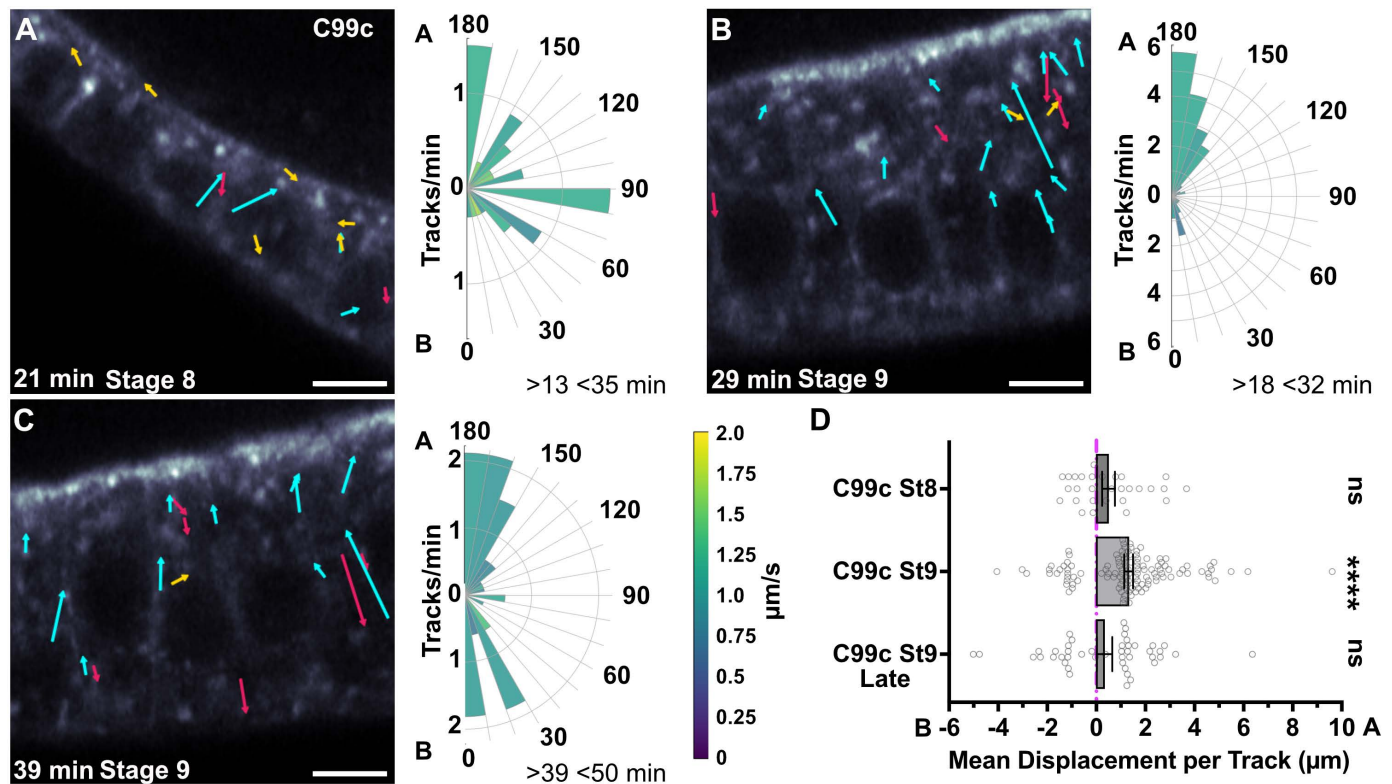 A
C99c
21 min Stage 8
A
180
150
120
90
60
30
0
B
1
0
1
Tracks/min
>13 <35 min
B
29 min Stage 9
A
180
150
120
90
60
30
0
B
6
4
2
0
2
4
6
Tracks/min
>18 <32 min
C
39 min Stage 9
A
180
150
120
90
60
30
0
B
2
1
0
1
2
Tracks/min
>39 <50 min
2.0
1.75
1.5
1.25
1.0
0.75
0.5
0.25
0
µm/s
D
C99c St8
ns
C99c St9
****
C99c St9
Late
ns
B -6 -4 -2 0 2 4 6 8 10 A
Mean Displacement per Track (µm)